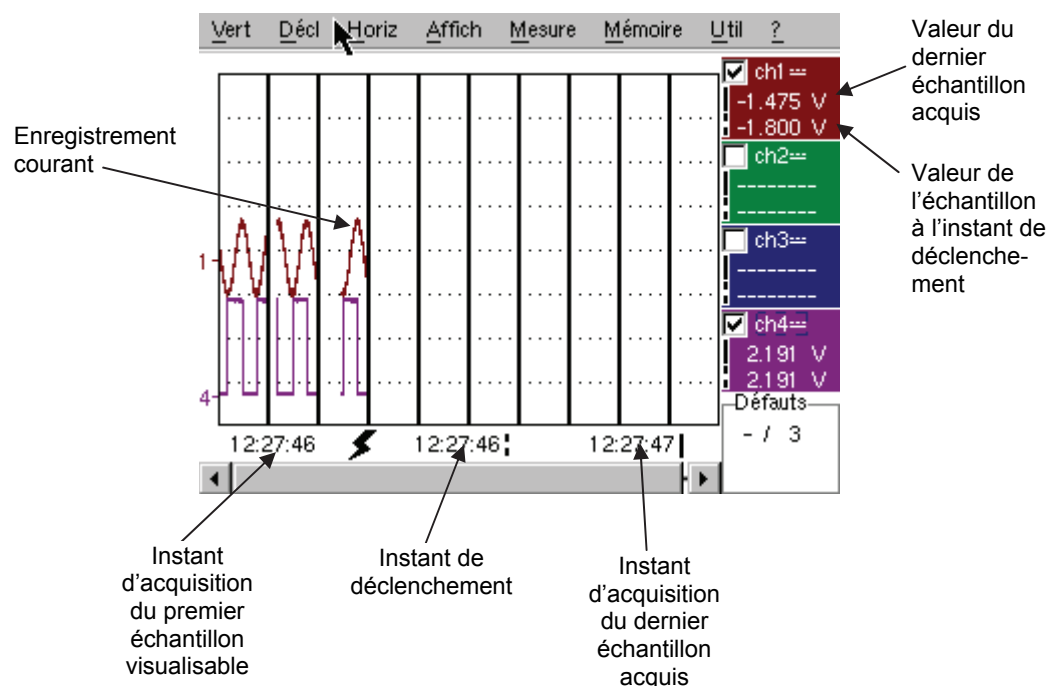 Vert Décl Horiz Affich Mesure Mémoire Util ?
Valeur du
dernier
échantillon
acquis
ch1
-1.475 V
-1.800 V
Enregistrement
courant
ch2
--------
--------
Valeur de
l'échantillon
à l'instant de
déclenche-
ment
ch3
--------
--------
1
ch4
2.191 V
2.191 V
4
Défauts
- / 3
12:27:46 12:27:46 12:27:47
Instant
d'acquisition
du premier
échantillon
visualisable
Instant de
déclenchement
Instant
d'acquisition
du dernier
échantillon
acquis